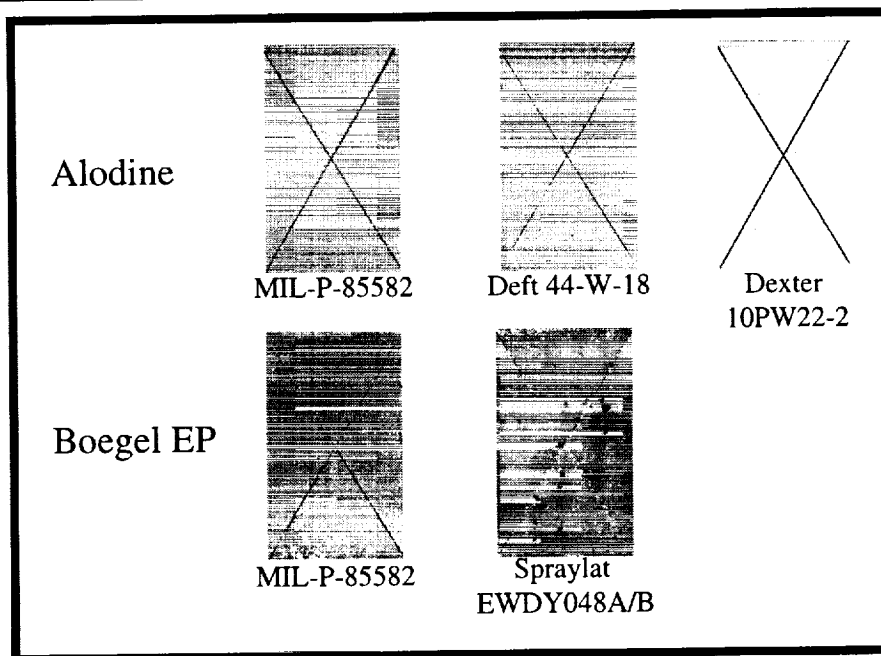 Alodine
MIL-P-85582
Deft 44-W-18
Dexter
10PW22-2
Boegel EP
MIL-P-85582
Spraylat
EWDY048A/B